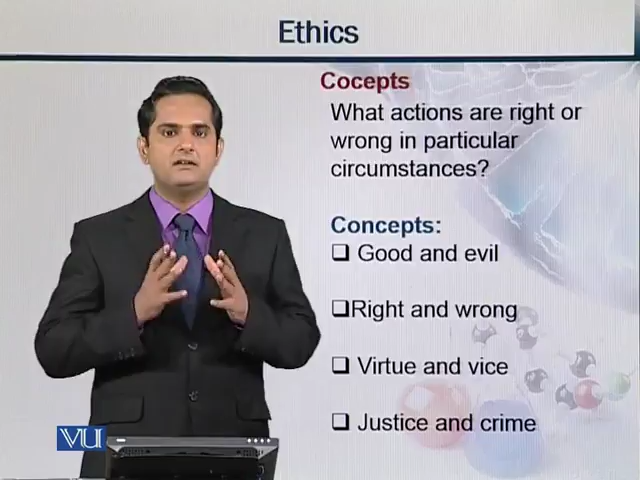 Ethics
Cocepts
What actions are right or
wrong in particular
circumstances?
Concepts:
❑ Good and evil
❑Right and wrong
❑ Virtue and vice
❑ Justice and crime
VU